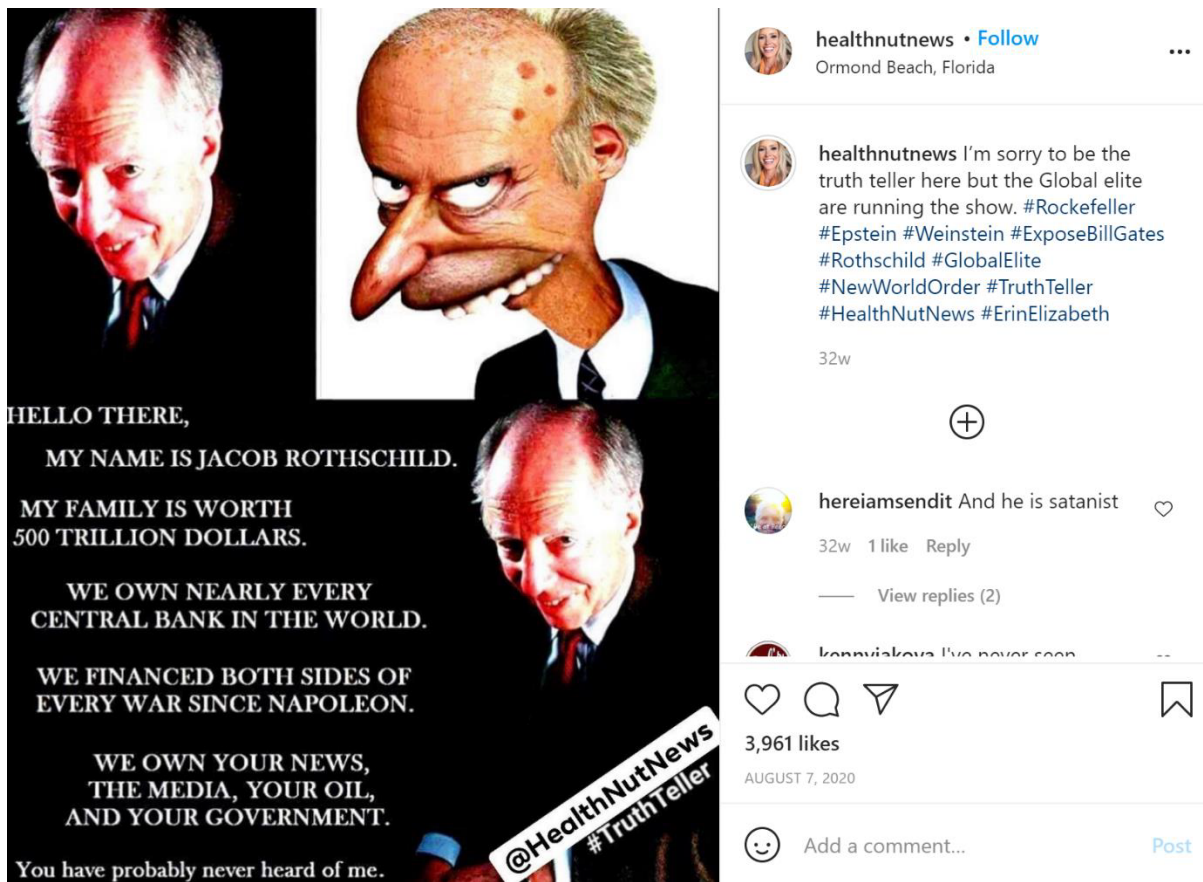 HELLO THERE,
MY NAME IS JACOB ROTHSCHILD.
MY FAMILY IS WORTH
500 TRILLION DOLLARS.
WE OWN NEARLY EVERY
CENTRAL BANK IN THE WORLD.
WE FINANCED BOTH SIDES OF
EVERY WAR SINCE NAPOLEON.
WE OWN YOUR NEWS,
THE MEDIA, YOUR OIL,
AND YOUR GOVERNMENT.
You have probably never heard of me.
@HealthNutNews
#TruthTeller
healthnutnews • Follow
Ormond Beach, Florida
healthnutnews I’m sorry to be the
truth teller here but the Global elite
are running the show. #Rockefeller
#Epstein #Weinstein #ExposeBillGates
#Rothschild #GlobalElite
#NewWorldOrder #TruthTeller
#HealthNutNews #ErinElizabeth
32w
hereiamsendit And he is satanist
32w 1 like Reply
View replies (2)
kennyjakova I've never seen
3,961 likes
AUGUST 7, 2020
Add a comment... Post